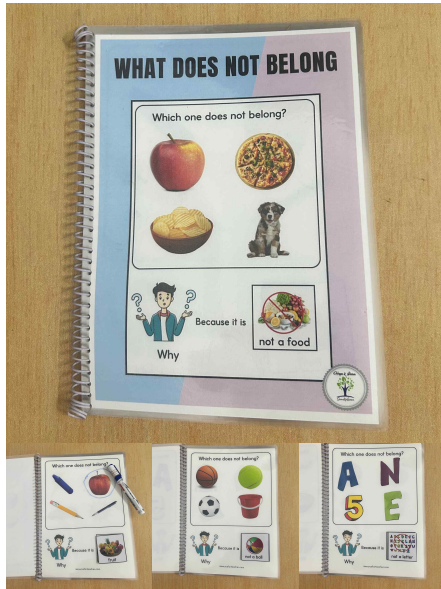 WHAT DOES NOT BELONG
Which one does not belong?
Because it is
not a food
Why
Which one does not belong?
Because it is
fruit
Why
Which one does not belong?
Because it is
not a ball
Why
Which one does not belong?
A N
5 E
Because it is
not a letter
Why